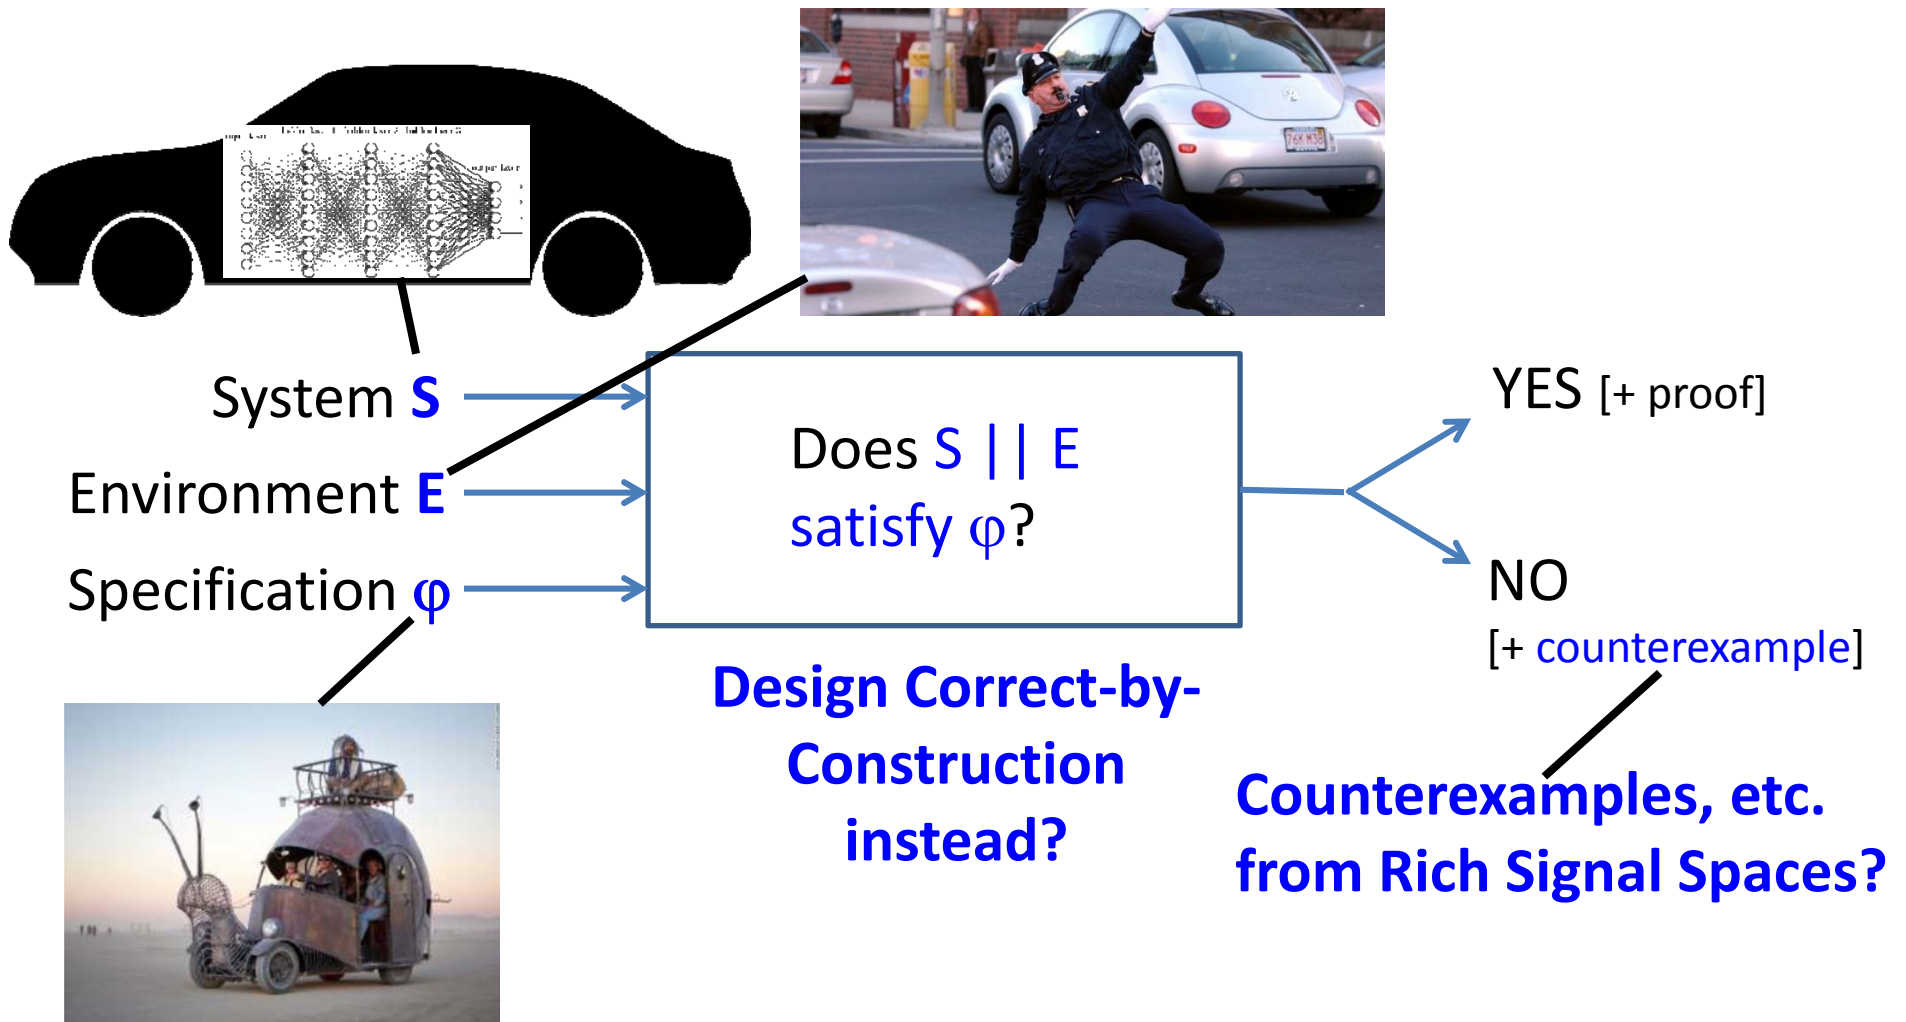 System S
Environment E
Specification φ
Does S || E
satisfy φ?
YES [+ proof]
NO
[+ counterexample]
Design Correct-by-
Construction
instead?
Counterexamples, etc.
from Rich Signal Spaces?